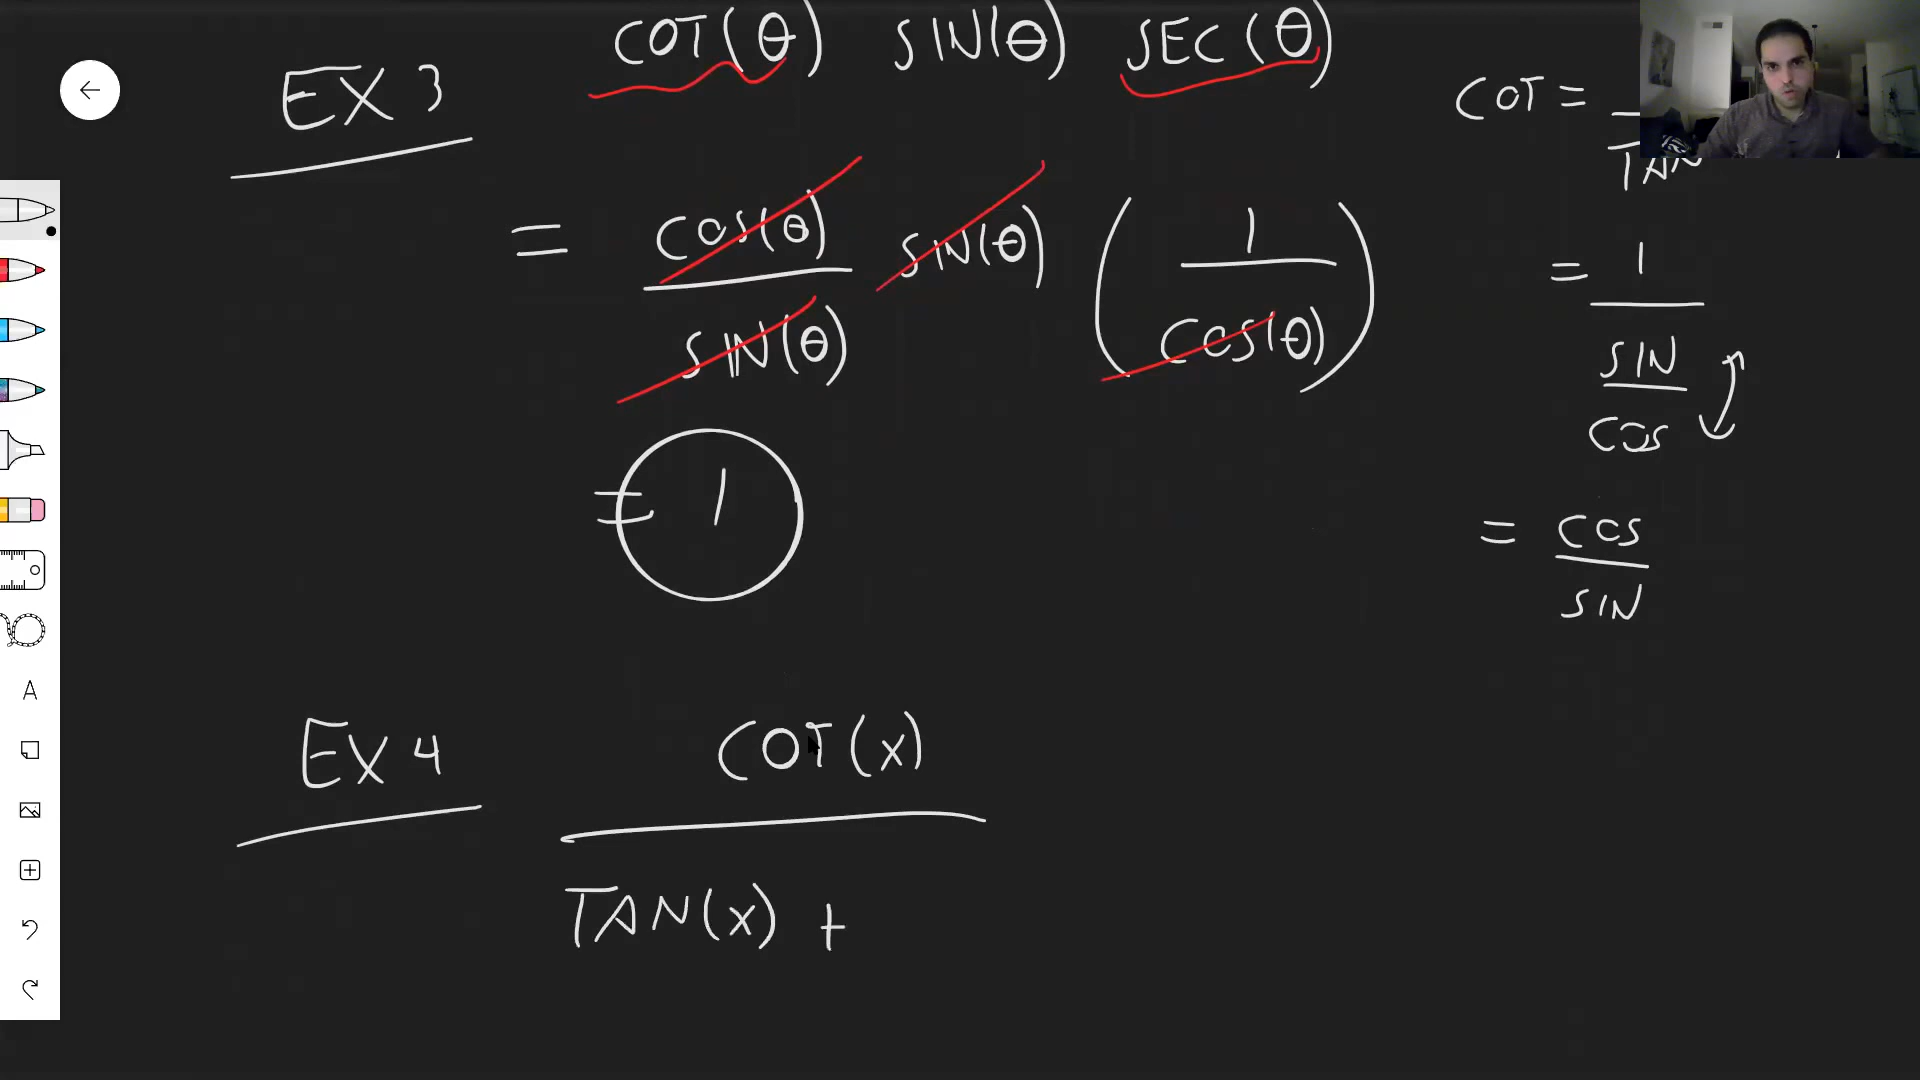 COT(θ) SIN(θ) SEC(θ)
EX 3
= COS(θ) / SIN(θ) SIN(θ) ( 1 / COS(θ) )
= 1
COT =
TAN
= 1
SIN
COS
= COS
SIN
EX 4
COT(X)
TAN(X) +
A